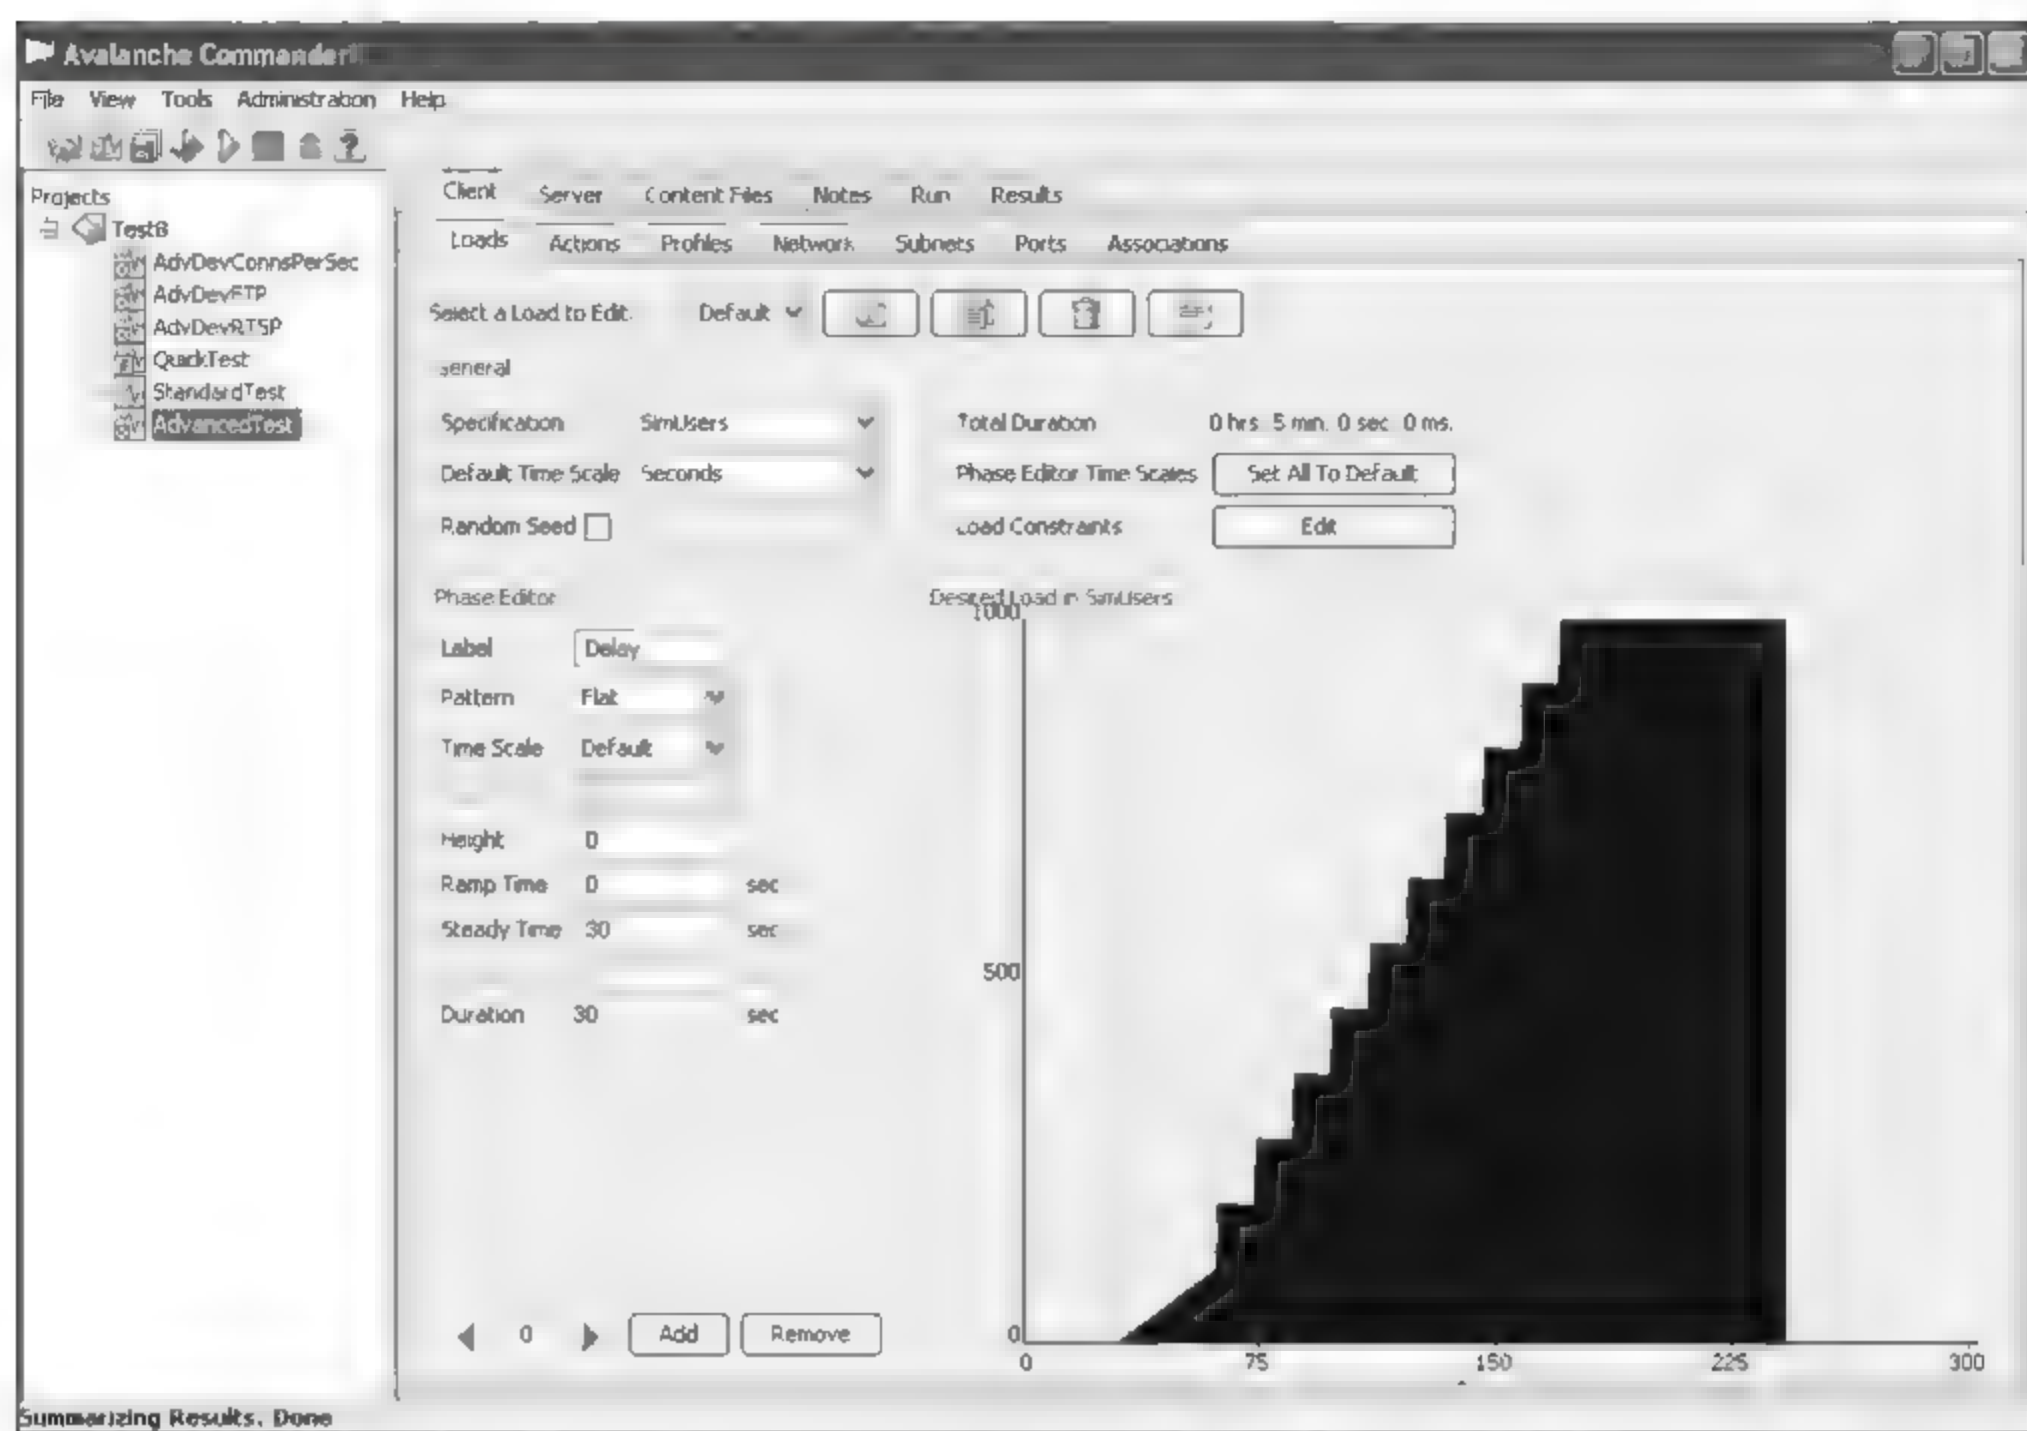 Avalanche Commander
File View Tools Administration Help
Projects
TestB
AdvDevConnsPerSec
AdvDevFTP
AdvDevRTSP
QuickTest
StandardTest
AdvancedTest
Client Server Content Files Notes Run Results
Loads Actions Profiles Network Subnets Ports Associations
Select a Load to Edit: Default
General
Specification SimUsers Total Duration 0 hrs. 5 min. 0 sec. 0 ms.
Default Time Scale Seconds Phase Editor Time Scales Set All To Default
Random Seed Load Constraints Edit
Phase Editor Desired Load in SimUsers
Label Delay
Pattern Flat
Time Scale Default
Height 0
Ramp Time 0 sec
Steady Time 30 sec
Duration 30 sec
0 Add Remove
1000
500
0
0 75 150 225 300
Summarizing Results. Done